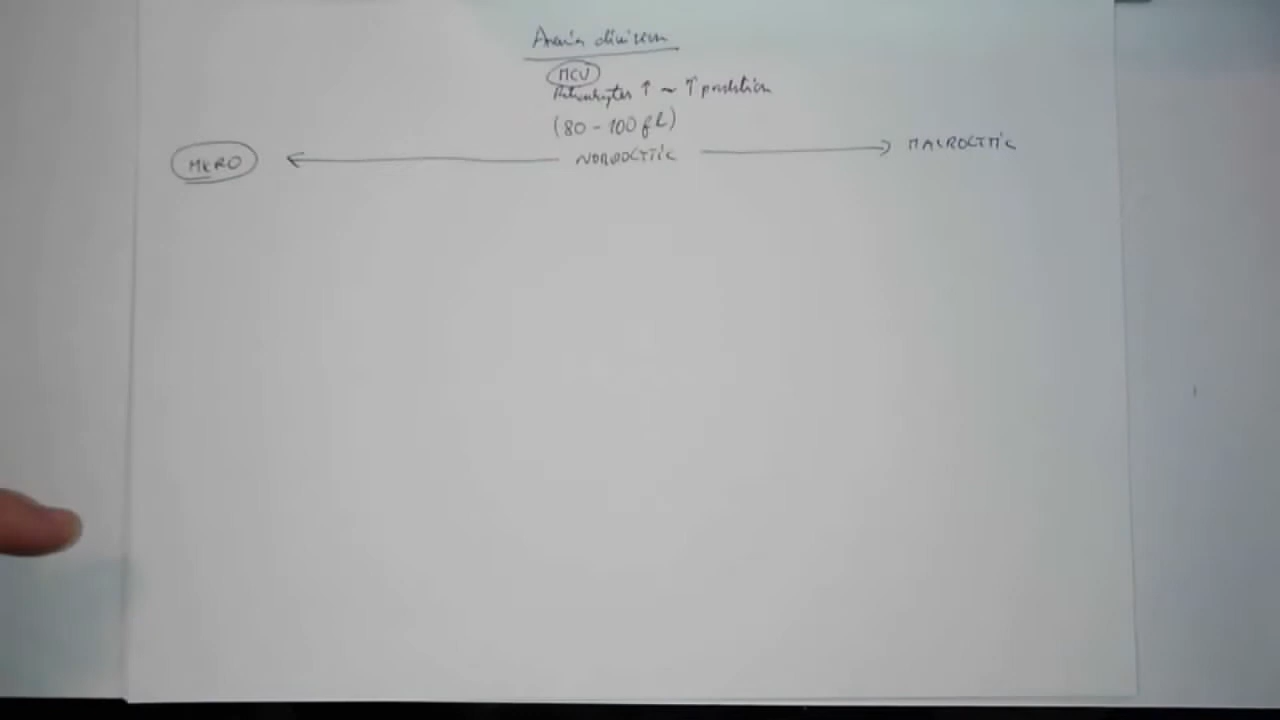 Anemia division
MCV
Reticulocytes ↑ ~ ↑ production
(80-100 fl)
MICRO ← NORMOCYTIC → MACROCYTIC